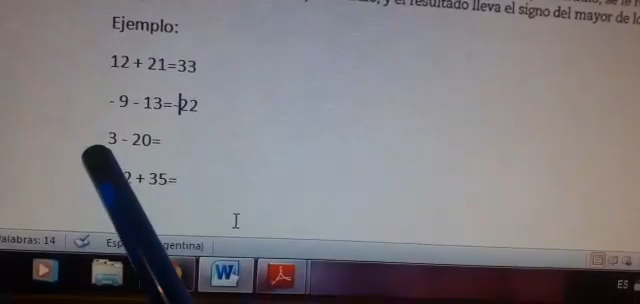 y el resultado lleva el signo del mayor de
Ejemplo:
12 + 21=33
- 9 - 13=-22
3 - 20=
2 + 35=
Palabras: 14
ES